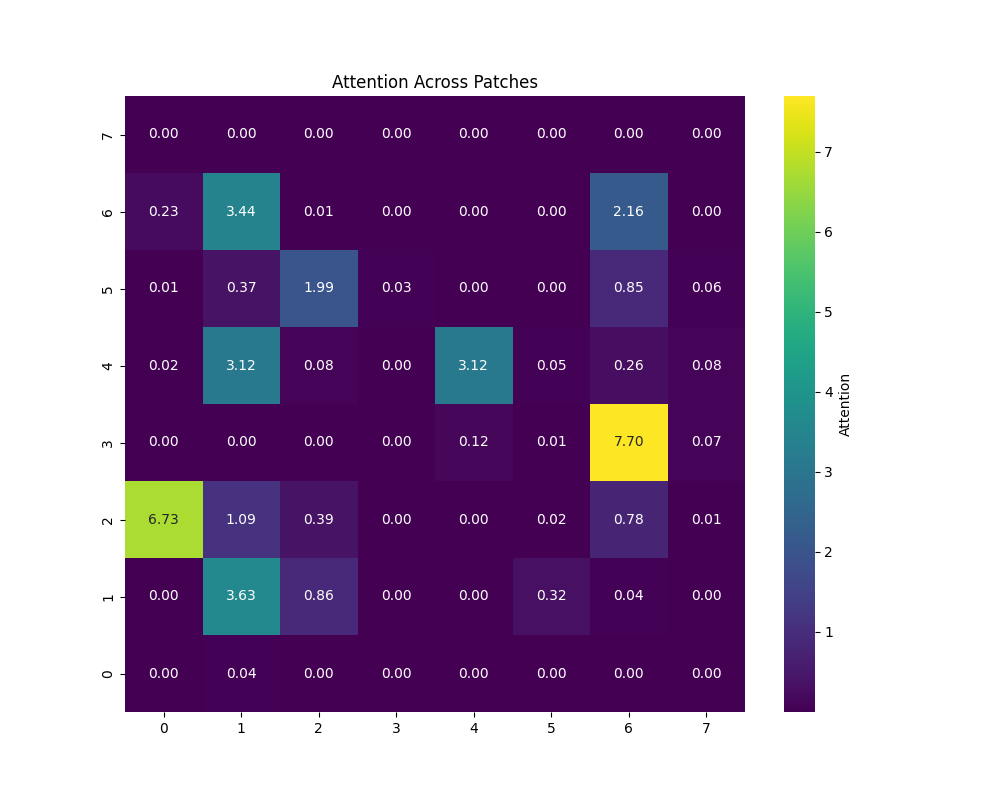 Attention Across Patches
7 0.00 0.00 0.00 0.00 0.00 0.00 0.00 0.00
6 0.23 3.44 0.01 0.00 0.00 0.00 2.16 0.00
5 0.01 0.37 1.99 0.03 0.00 0.00 0.85 0.06
4 0.02 3.12 0.08 0.00 3.12 0.05 0.26 0.08
3 0.00 0.00 0.00 0.00 0.12 0.01 7.70 0.07
2 6.73 1.09 0.39 0.00 0.00 0.02 0.78 0.01
1 0.00 3.63 0.86 0.00 0.00 0.32 0.04 0.00
0 0.00 0.04 0.00 0.00 0.00 0.00 0.00 0.00
0 1 2 3 4 5 6 7
7
6
5
4
3
2
1
Attention